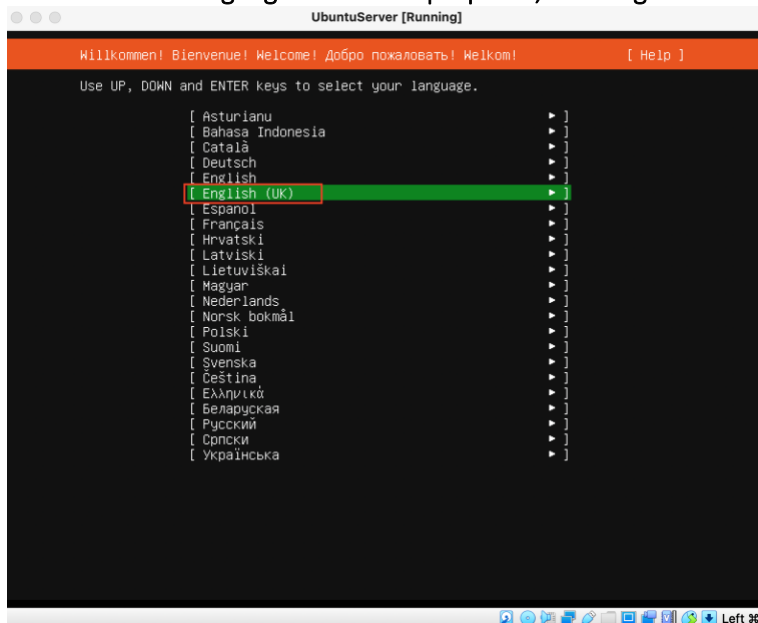 UbuntuServer [Running]
Willkommen! Bienvenue! Welcome! Добро пожаловать! Welkom! [ Help ]
Use UP, DOWN and ENTER keys to select your language.
[ Asturianu ▸ ]
[ Bahasa Indonesia ▸ ]
[ Català ▸ ]
[ Deutsch ▸ ]
[ English ▸ ]
[ English (UK) ▸ ]
[ Español ▸ ]
[ Français ▸ ]
[ Hrvatski ▸ ]
[ Latviski ▸ ]
[ Lietuviškai ▸ ]
[ Magyar ▸ ]
[ Nederlands ▸ ]
[ Norsk bokmål ▸ ]
[ Polski ▸ ]
[ Suomi ▸ ]
[ Svenska ▸ ]
[ Čeština ▸ ]
[ Ελληνικά ▸ ]
[ Беларуская ▸ ]
[ Русский ▸ ]
[ Српски ▸ ]
[ Українська ▸ ]
Left ⌘